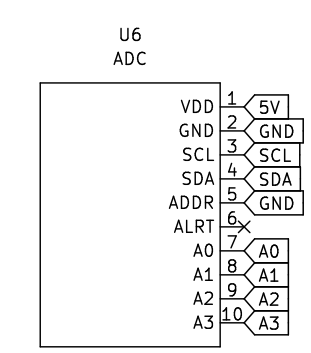 U6
ADC
VDD 1 5V
GND 2 GND
SCL 3 SCL
SDA 4 SDA
ADDR 5 GND
ALRT 6
A0 7 A0
A1 8 A1
A2 9 A2
A3 10 A3